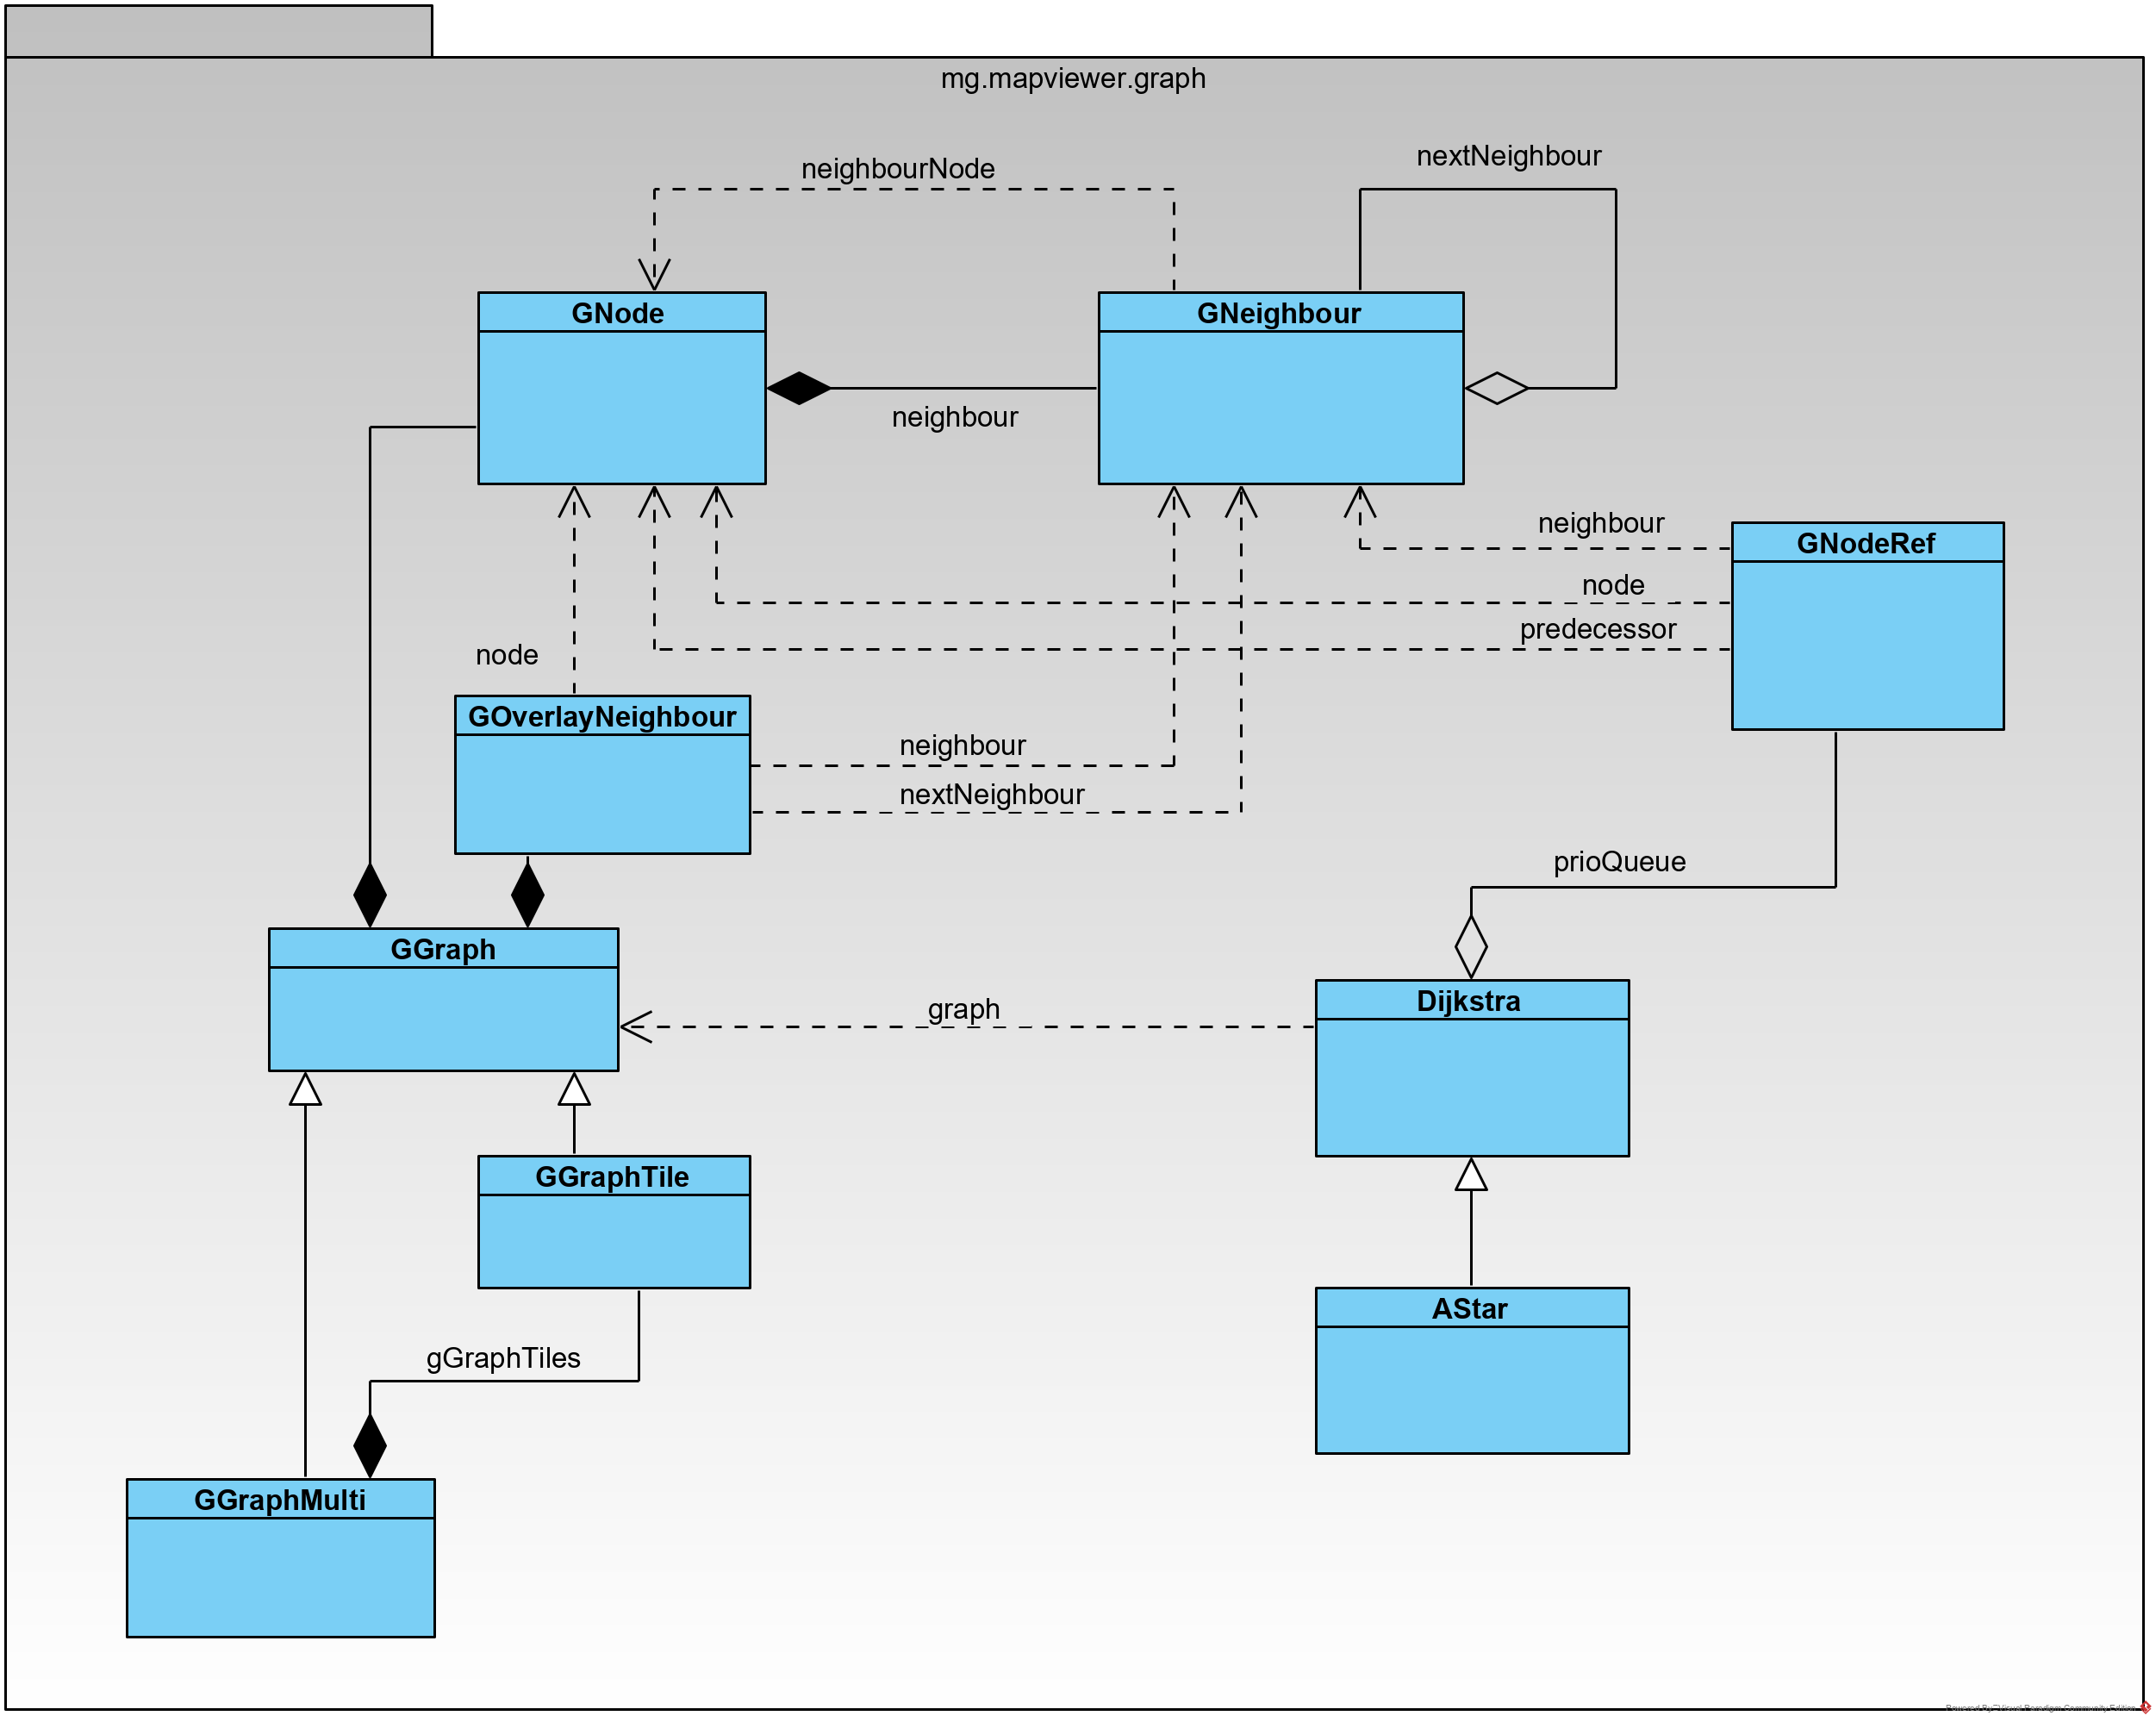 mg.mapviewer.graph
nextNeighbour
neighbourNode
GNode
GNeighbour
neighbour
neighbour
GNodeRef
node
predecessor
node
GOverlayNeighbour
neighbour
nextNeighbour
prioQueue
GGraph
Dijkstra
graph
GGraphTile
AStar
gGraphTiles
GGraphMulti
Powered By Visual Paradigm Community Edition